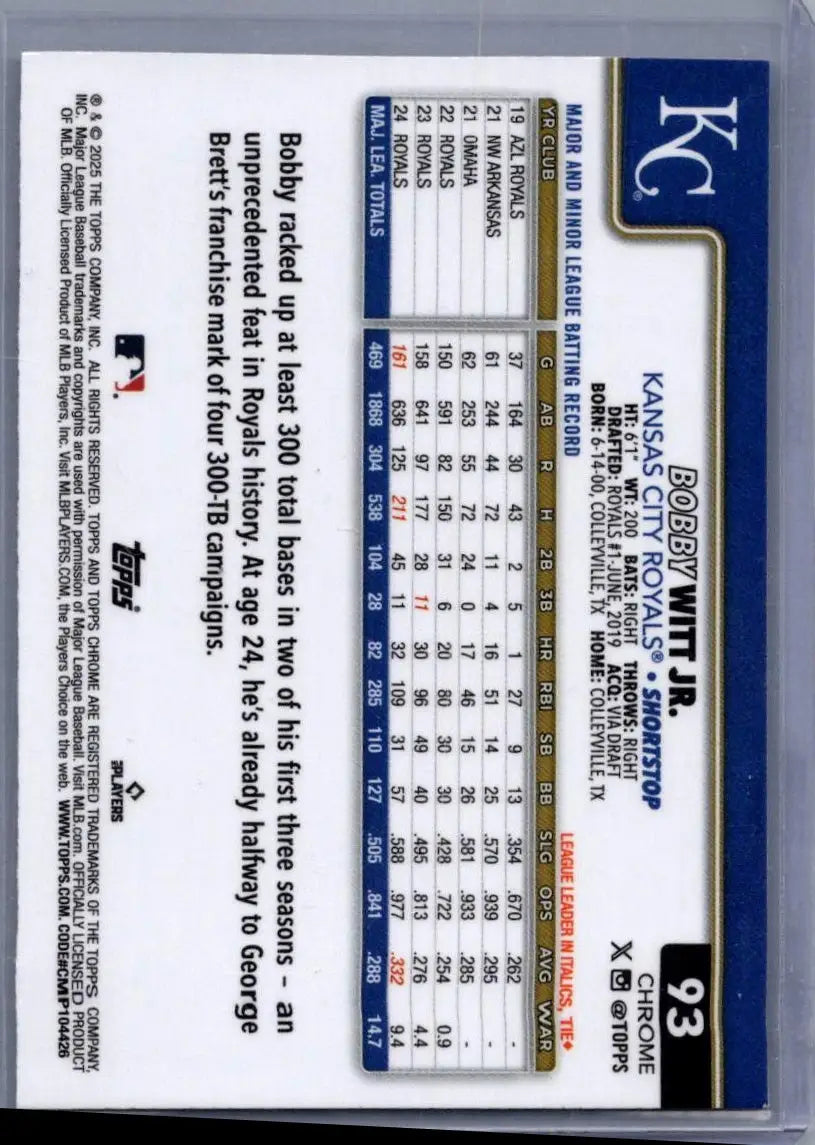 KC®
93
CHROME
@TOPPS
BOBBY WITT JR.
KANSAS CITY ROYALS® • SHORTSTOP
HT: 6'1" WT: 200 BATS: RIGHT THROWS: RIGHT
DRAFTED: ROYALS #1-JUNE, 2019 ACQ: VIA DRAFT
BORN: 6-14-00, COLLEYVILLE, TX HOME: COLLEYVILLE, TX
MAJOR AND MINOR LEAGUE BATTING RECORD LEAGUE LEADER IN ITALICS, TIE♦
YR CLUB G AB R H 2B 3B HR RBI SB BB SLG OPS AVG WAR
19 AZL ROYALS 37 164 30 43 2 5 1 27 9 13 .354 .670 .262 -
21 NW ARKANSAS 61 244 44 72 11 4 16 51 14 25 .570 .939 .295 -
21 OMAHA 62 253 55 72 24 0 17 46 15 26 .581 .933 .285 -
22 ROYALS 150 591 82 150 31 6 20 80 30 30 .428 .722 .254 0.9
23 ROYALS 158 641 97 177 28 11 30 96 49 40 .495 .813 .276 4.4
24 ROYALS 161 636 125 211 45 11 32 109 31 57 .588 .977 .332 9.4
MAJ. LEA. TOTALS 469 1868 304 538 104 28 82 285 110 127 .505 .841 .288 14.7
Bobby racked up at least 300 total bases in two of his first three seasons – an
unprecedented feat in Royals history. At age 24, he's already halfway to George
Brett's franchise mark of four 300-TB campaigns.
topps
PLAYERS
® & © 2025 THE TOPPS COMPANY, INC. ALL RIGHTS RESERVED. TOPPS AND TOPPS CHROME ARE REGISTERED TRADEMARKS OF THE TOPPS COMPANY,
INC. Major League Baseball trademarks and copyrights are used with permission of Major League Baseball. Visit MLB.com. OFFICIALLY LICENSED PRODUCT
OF MLB. Officially Licensed Product of MLB Players, Inc. Visit MLBPLAYERS.COM, the Players Choice on the web. WWW.TOPPS.COM. CODE#CMP104426